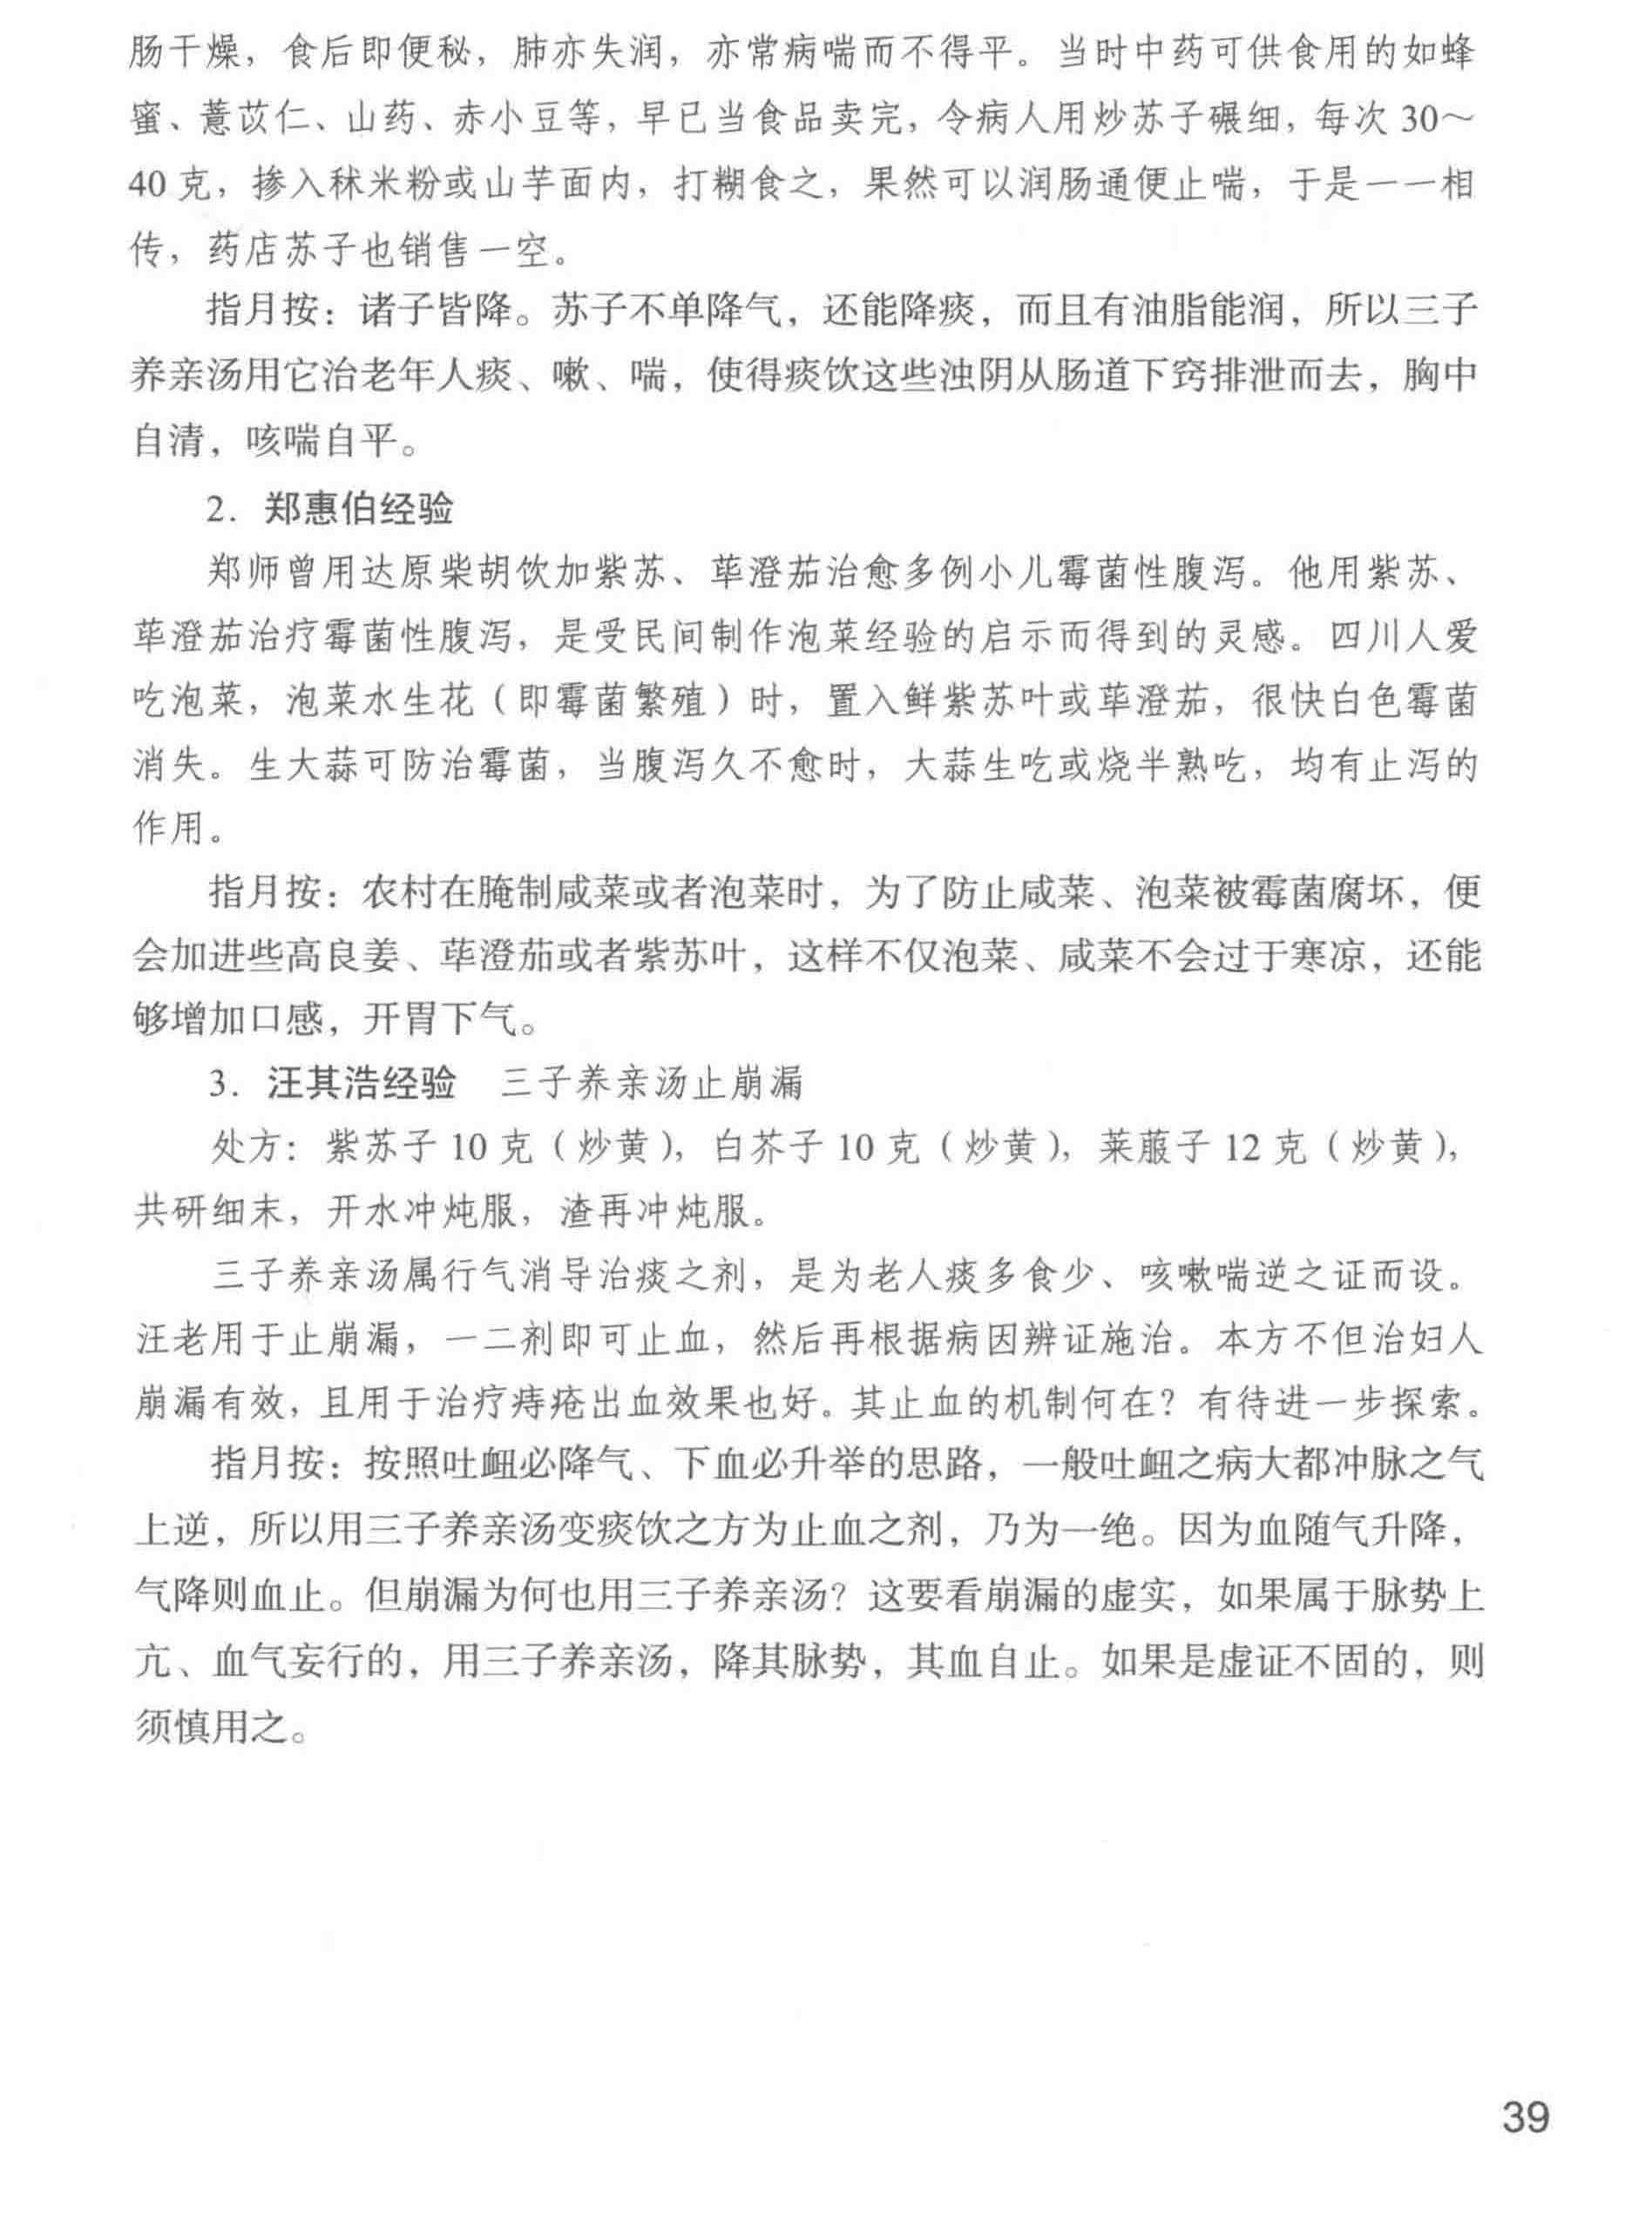 肠干燥，食后即便秘，肺亦失润，亦常病喘而不得平。当时中药可供食用的如蜂
蜜、薏苡仁、山药、赤小豆等，早已当食品卖完，令病人用炒苏子碾细，每次 30～
40 克，掺入秫米粉或山芋面内，打糊食之，果然可以润肠通便止喘，于是一一相
传，药店苏子也销售一空。
指月按：诸子皆降。苏子不单降气，还能降痰，而且有油脂能润，所以三子
养亲汤用它治老年人痰、嗽、喘，使得痰饮这些浊阴从肠道下窍排泄而去，胸中
自清，咳喘自平。
2．郑惠伯经验
郑师曾用达原柴胡饮加紫苏、荜澄茄治愈多例小儿霉菌性腹泻。他用紫苏、
荜澄茄治疗霉菌性腹泻，是受民间制作泡菜经验的启示而得到的灵感。四川人爱
吃泡菜，泡菜水生花（即霉菌繁殖）时，置入鲜紫苏叶或荜澄茄，很快白色霉菌
消失。生大蒜可防治霉菌，当腹泻久不愈时，大蒜生吃或烧半熟吃，均有止泻的
作用。
指月按：农村在腌制咸菜或者泡菜时，为了防止咸菜、泡菜被霉菌腐坏，便
会加进些高良姜、荜澄茄或者紫苏叶，这样不仅泡菜、咸菜不会过于寒凉，还能
够增加口感，开胃下气。
3．汪其浩经验　三子养亲汤止崩漏
处方：紫苏子 10 克（炒黄），白芥子 10 克（炒黄），莱菔子 12 克（炒黄），
共研细末，开水冲炖服，渣再冲炖服。
三子养亲汤属行气消导治痰之剂，是为老人痰多食少、咳嗽喘逆之证而设。
汪老用于止崩漏，一二剂即可止血，然后再根据病因辨证施治。本方不但治妇人
崩漏有效，且用于治疗痔疮出血效果也好。其止血的机制何在？有待进一步探索。
指月按：按照吐衄必降气、下血必升举的思路，一般吐衄之病大都冲脉之气
上逆，所以用三子养亲汤变痰饮之方为止血之剂，乃为一绝。因为血随气升降，
气降则血止。但崩漏为何也用三子养亲汤？这要看崩漏的虚实，如果属于脉势上
亢、血气妄行的，用三子养亲汤，降其脉势，其血自止。如果是虚证不固的，则
须慎用之。
39